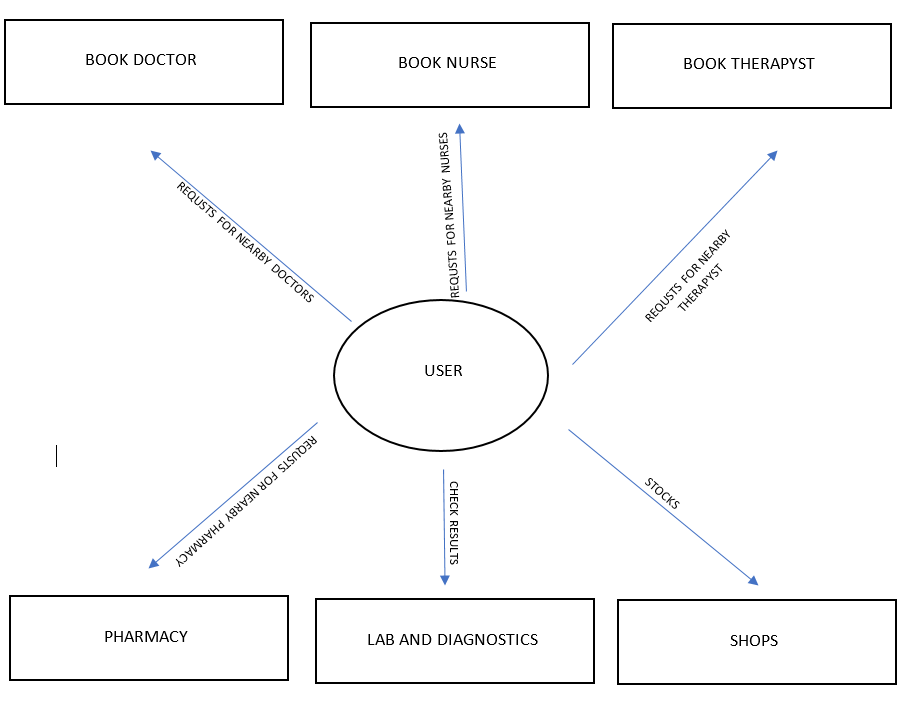 BOOK DOCTOR
BOOK NURSE
BOOK THERAPYST
REQUSTS FOR NEARBY DOCTORS
REQUSTS FOR NEARBY NURSES
REQUSTS FOR NEARBY
THERAPYST
USER
REQUSTS FOR NEARBY PHARMACY
CHECK RESULTS
STOCKS
PHARMACY
LAB AND DIAGNOSTICS
SHOPS